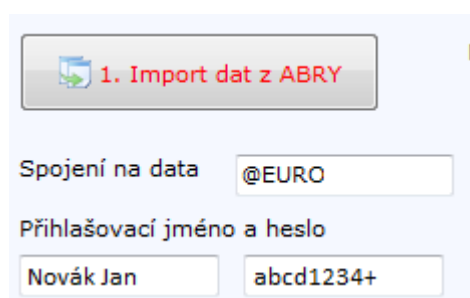 1. Import dat z ABRY
Spojení na data @EURO
Přihlašovací jméno a heslo
Novák Jan abcd1234+